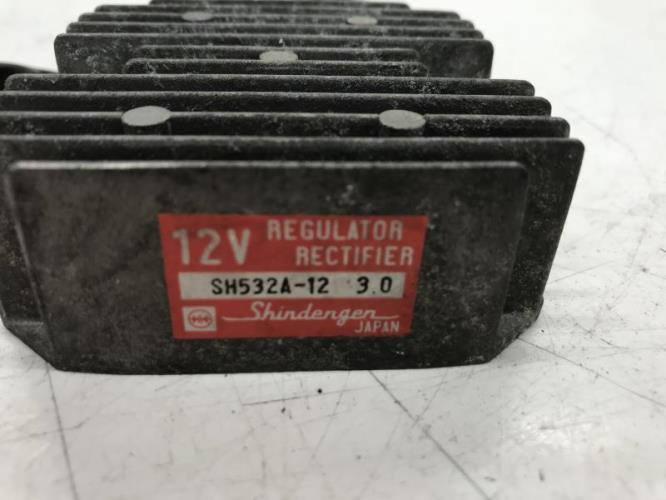 12V REGULATOR
RECTIFIER
SH532A-12 3.0
Shindengen
JAPAN